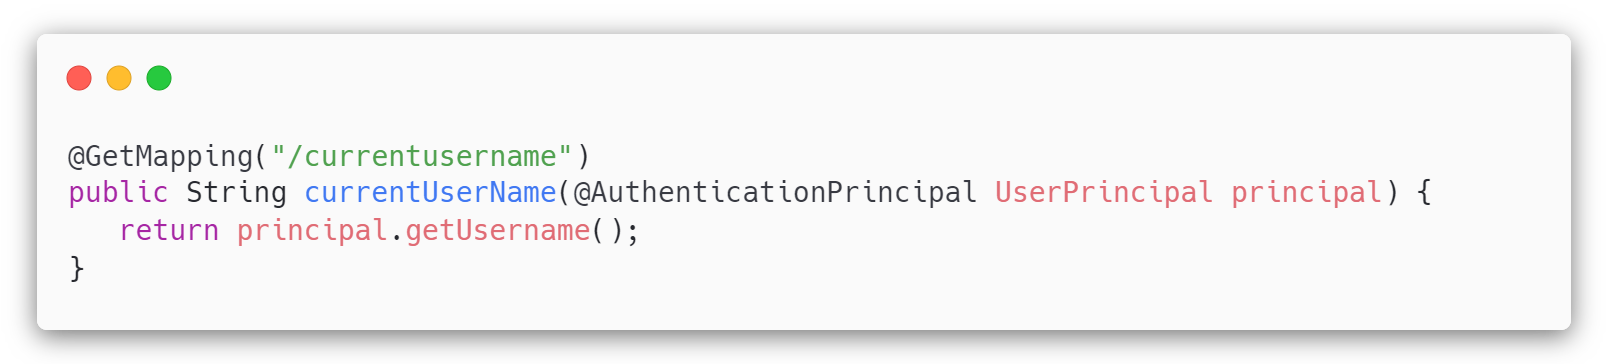 @GetMapping("/currentusername")
public String currentUserName(@AuthenticationPrincipal UserPrincipal principal) {
   return principal.getUsername();
}